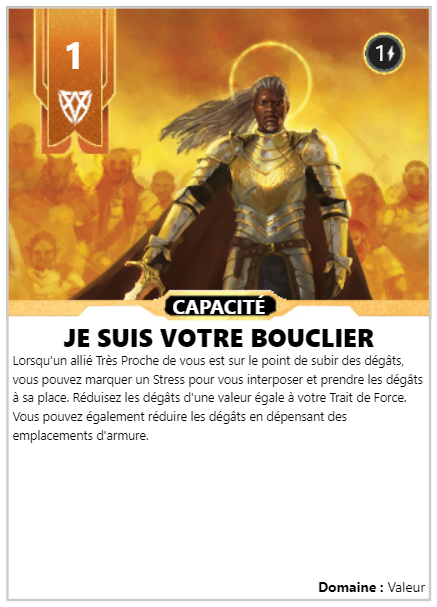 1
1
CAPACITÉ
JE SUIS VOTRE BOUCLIER
Lorsqu'un allié Très Proche de vous est sur le point de subir des dégâts,
vous pouvez marquer un Stress pour vous interposer et prendre les dégâts
à sa place. Réduisez les dégâts d'une valeur égale à votre Trait de Force.
Vous pouvez également réduire les dégâts en dépensant des
emplacements d'armure.
Domaine : Valeur